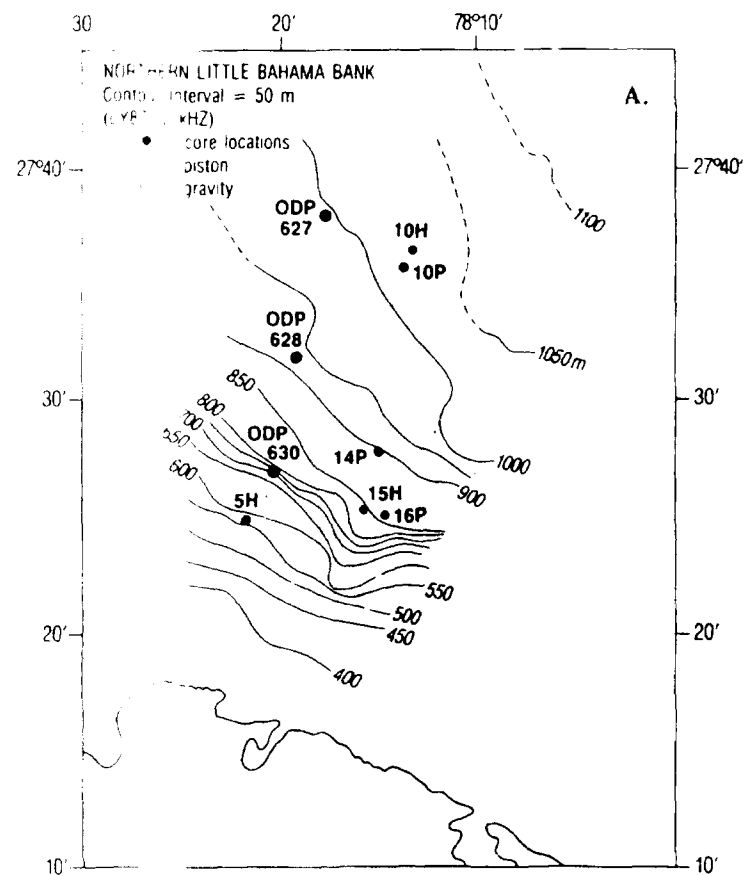 30 20' 78°10'
NORTHERN LITTLE BAHAMA BANK
A.
Contour interval = 50 m
kHZ)
core locations
27°40' 27°40'
piston
gravity
ODP
627
1100
10H
10P
ODP
628
1050m
30' 30'
850
800
700
ODP
630
14P
1000
600
900
5H
15H
16P
550
500
450
20' 20'
400
10' 10'